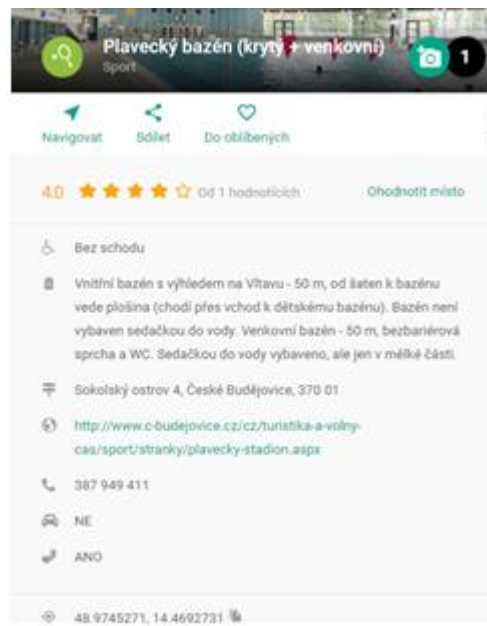 Plavecký bazén (krytý + venkovní)
Sport
1
Navigovat
Sdílet
Do oblíbených
4.0
Od 1 hodnotících
Ohodnotit místo
Bez schodu
Vnitřní bazén s výhledem na Vltavu - 50 m, od šaten k bazénu
vede plošina (chodí přes vchod k dětskému bazénu). Bazén není
vybaven sedačkou do vody. Venkovní bazén - 50 m, bezbariérová
sprcha a WC. Sedačkou do vody vybaveno, ale jen v mělké části.
Sokolský ostrov 4, České Budějovice, 370 01
http://www.c-budejovice.cz/cz/turistika-a-volny-
cas/sport/stranky/plavecky-stadion.aspx
387 949 411
NE
ANO
48.9745271, 14.4692731